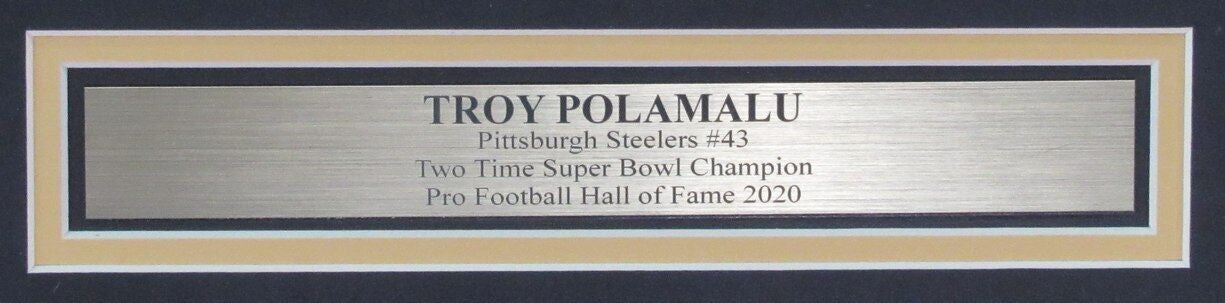 TROY POLAMALU
Pittsburgh Steelers #43
Two Time Super Bowl Champion
Pro Football Hall of Fame 2020